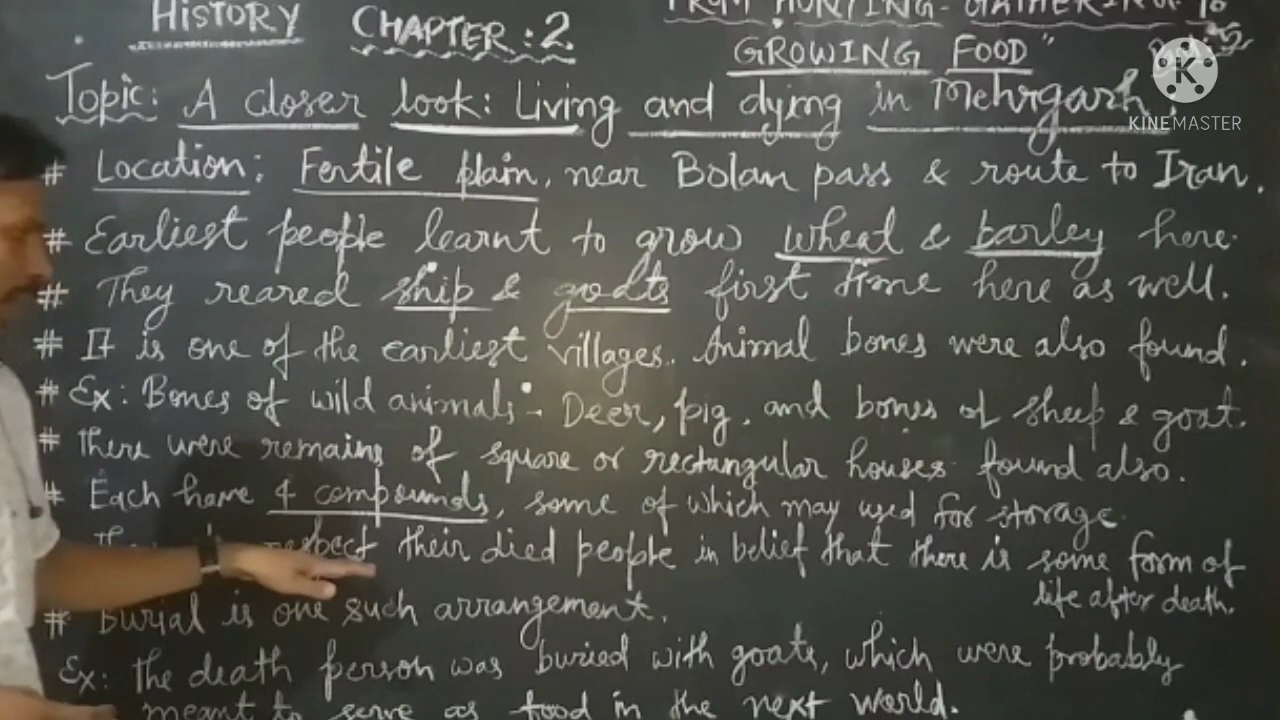 HISTORY CHAPTER:2 FROM HUNTING-GATHERING TO
GROWING FOOD"
Topic: A closer look: Living and dying in Mehrgarh.
KINEMASTER
# Location: Fertile plain, near Bolan pass & route to Iran.
# Earliest people learnt to grow wheat & barley here.
# They reared ship & goats first time here as well.
# It is one of the earliest villages. Animal bones were also found.
# Ex: Bones of wild animals - Deer, pig, and bones of sheep & goat.
# There were remains of square or rectangular houses found also.
# Each have 4 compounds, some of which may used for storage.
respect their died people in belief that there is some form of
life after death.
# Burial is one such arrangement.
Ex: The death person was buried with goats, which were probably
meant to serve as food in the next world.